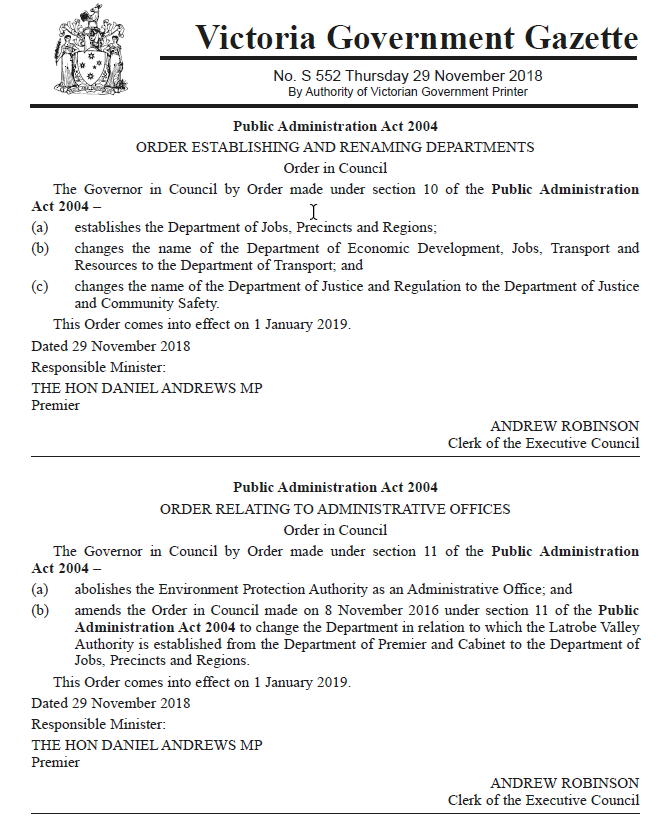 Victoria Government Gazette
No. S 552 Thursday 29 November 2018
By Authority of Victorian Government Printer
Public Administration Act 2004
ORDER ESTABLISHING AND RENAMING DEPARTMENTS
Order in Council
The Governor in Council by Order made under section 10 of the Public Administration
Act 2004 –
(a) establishes the Department of Jobs, Precincts and Regions;
(b) changes the name of the Department of Economic Development, Jobs, Transport and
Resources to the Department of Transport; and
(c) changes the name of the Department of Justice and Regulation to the Department of Justice
and Community Safety.
This Order comes into effect on 1 January 2019.
Dated 29 November 2018
Responsible Minister:
THE HON DANIEL ANDREWS MP
Premier
ANDREW ROBINSON
Clerk of the Executive Council
Public Administration Act 2004
ORDER RELATING TO ADMINISTRATIVE OFFICES
Order in Council
The Governor in Council by Order made under section 11 of the Public Administration
Act 2004 –
(a) abolishes the Environment Protection Authority as an Administrative Office; and
(b) amends the Order in Council made on 8 November 2016 under section 11 of the Public
Administration Act 2004 to change the Department in relation to which the Latrobe Valley
Authority is established from the Department of Premier and Cabinet to the Department of
Jobs, Precincts and Regions.
This Order comes into effect on 1 January 2019.
Dated 29 November 2018
Responsible Minister:
THE HON DANIEL ANDREWS MP
Premier
ANDREW ROBINSON
Clerk of the Executive Council